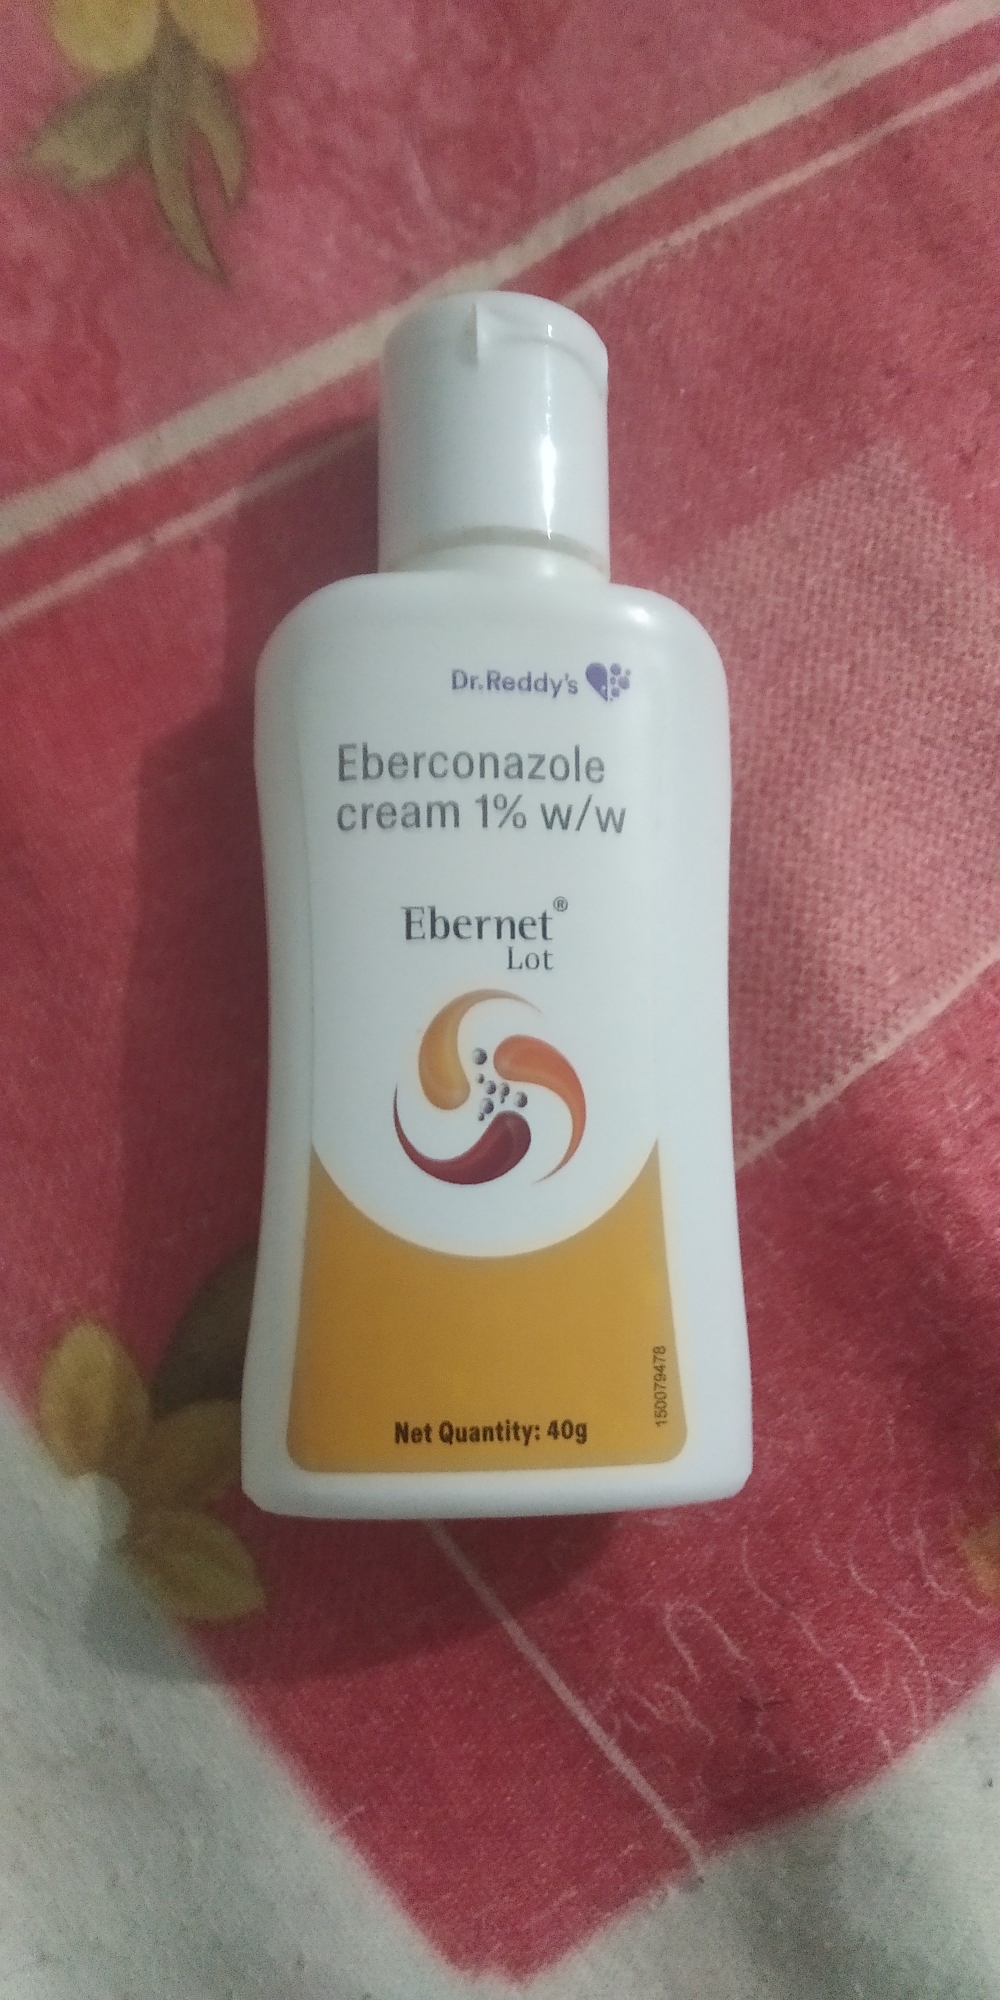 Dr.Reddy's
Eberconazole
cream 1% w/w
Ebernet®
Lot
Net Quantity: 40g
150079478